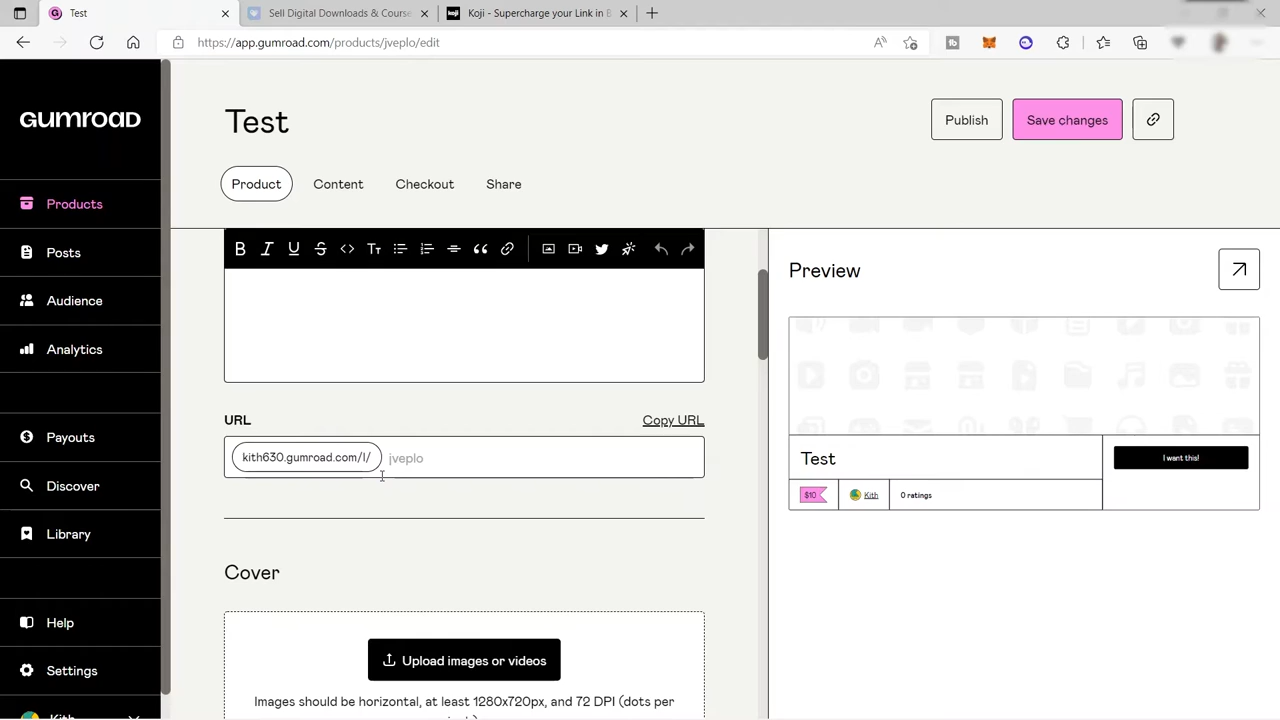 Test
Sell Digital Downloads & Course
Koji - Supercharge your Link in B
https://app.gumroad.com/products/jveplo/edit
GUMROAD
Products
Posts
Audience
Analytics
Payouts
Discover
Library
Help
Settings
Kith
Test
Publish
Save changes
Product
Content
Checkout
Share
URL
Copy URL
kith630.gumroad.com/l/ jveplo
Cover
Upload images or videos
Images should be horizontal, at least 1280x720px, and 72 DPI (dots per
Preview
Test
I want this!
$10
Kith
0 ratings